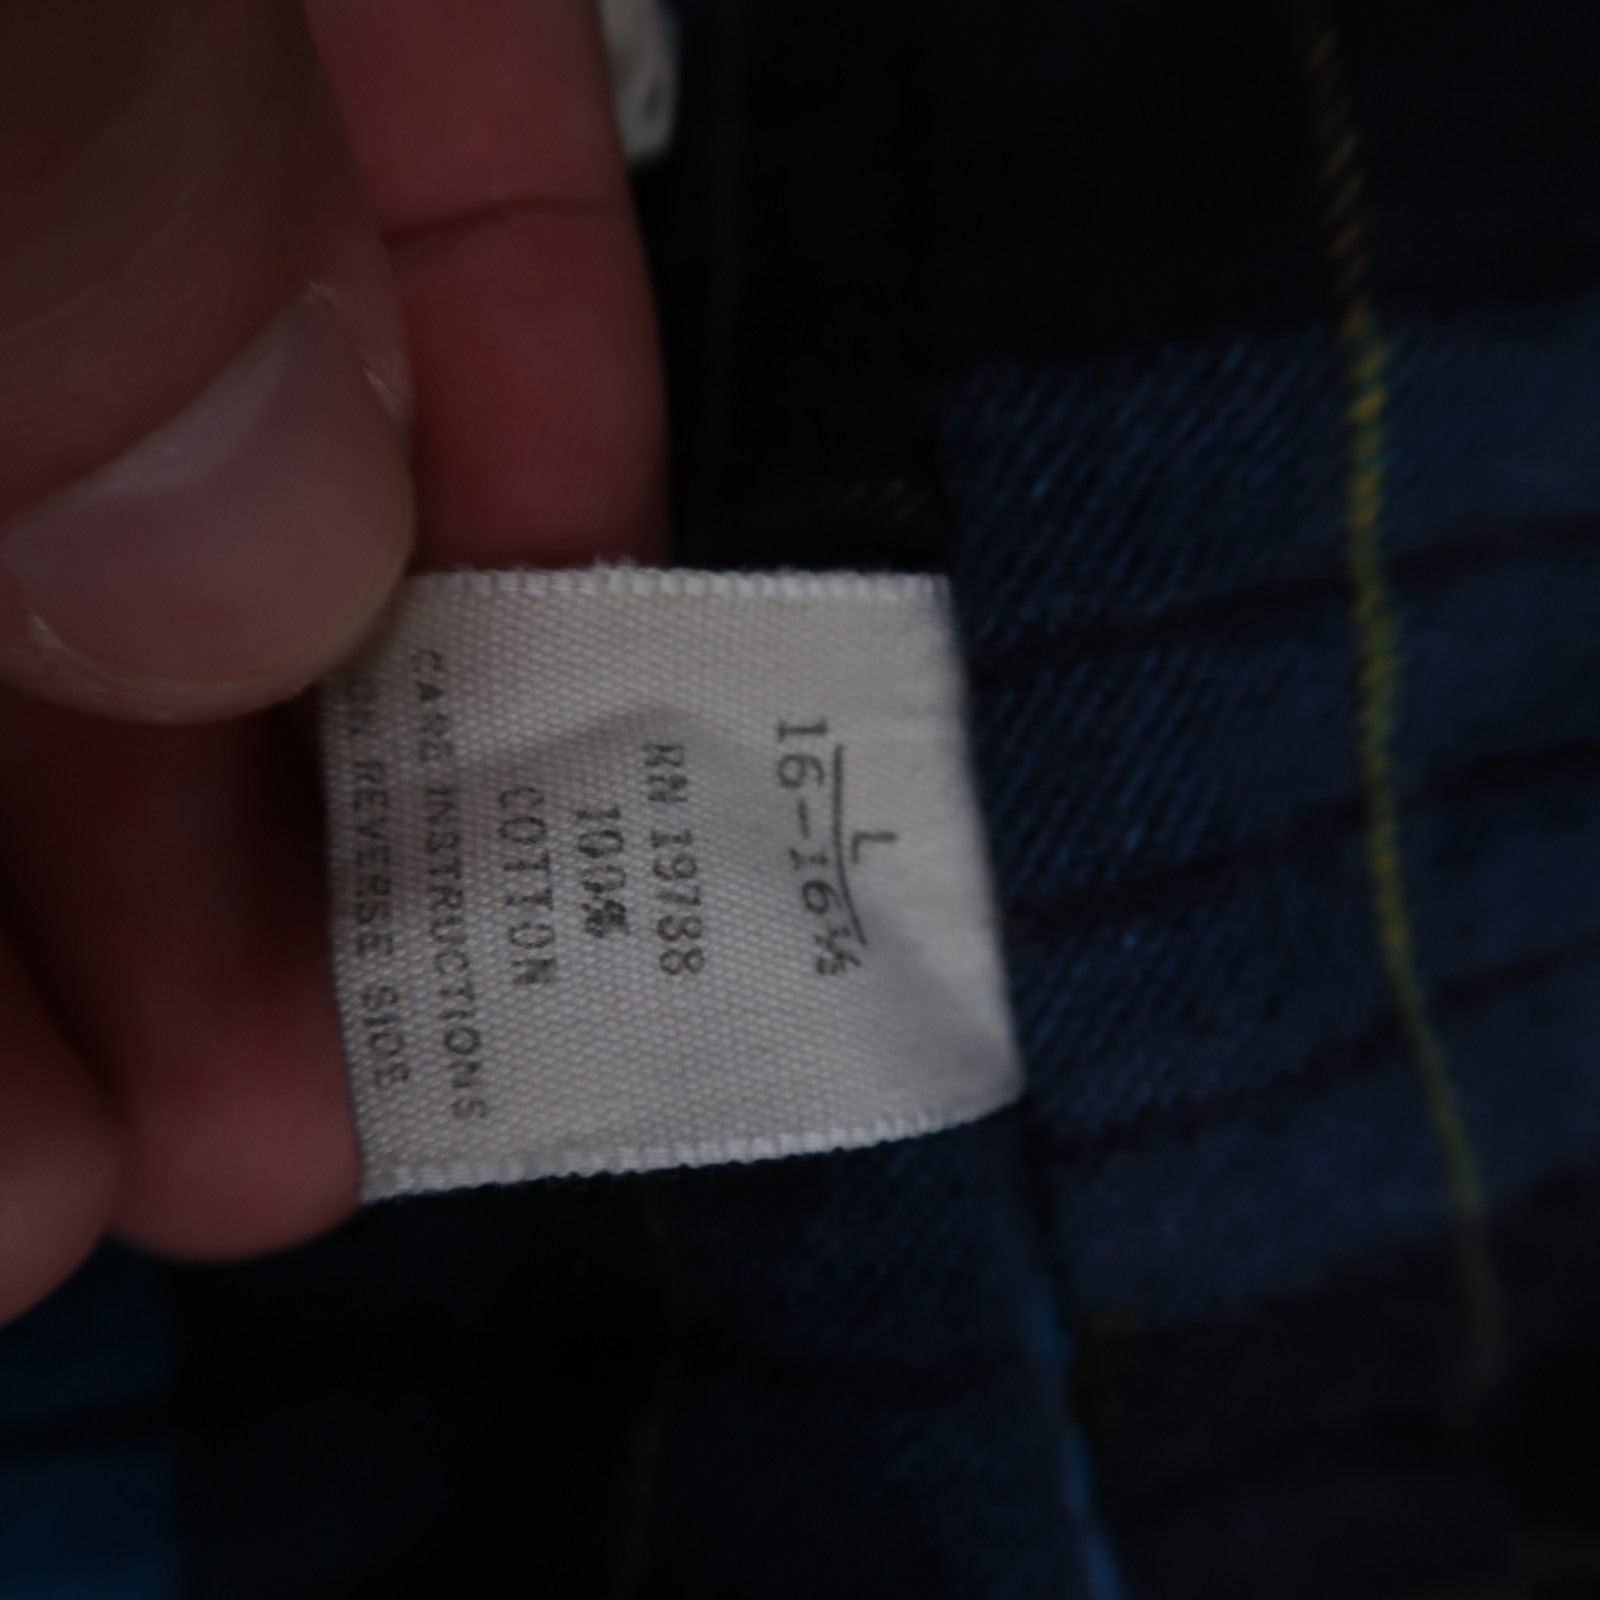 L
16-16½
RN 19788
100%
COTTON
CARE INSTRUCTIONS
ON REVERSE SIDE